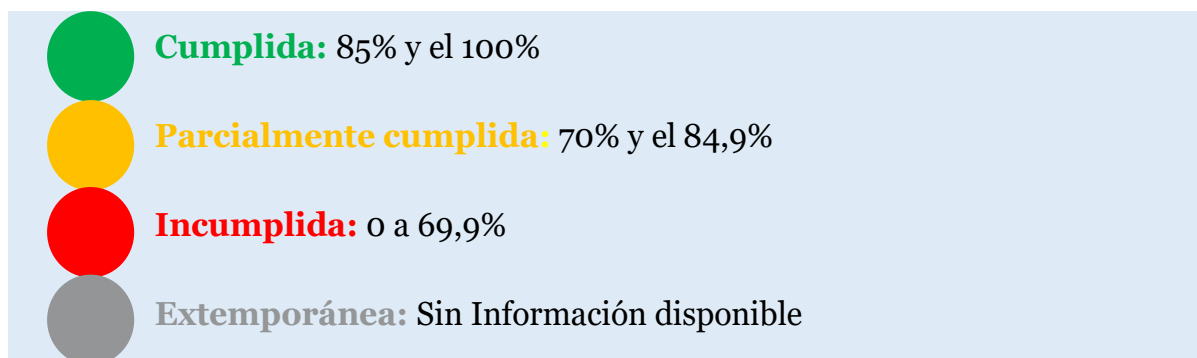 Cumplida: 85% y el 100%
Parcialmente cumplida: 70% y el 84,9%
Incumplida: 0 a 69,9%
Extemporánea: Sin Información disponible